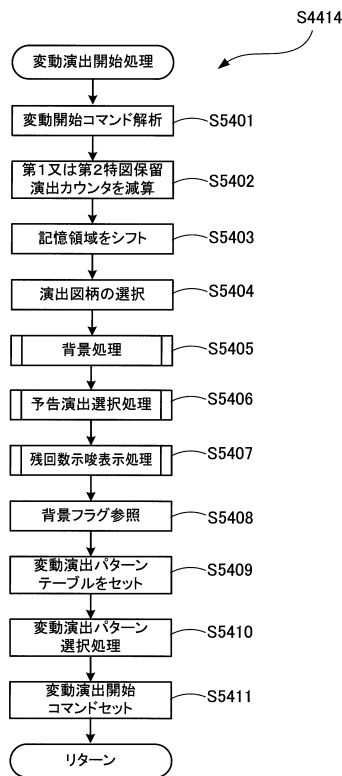 S4414
変動演出開始処理
変動開始コマンド解析
S5401
第1又は第2特図保留
演出カウンタを減算
S5402
記憶領域をシフト
S5403
演出図柄の選択
S5404
背景処理
S5405
予告演出選択処理
S5406
残回数示唆表示処理
S5407
背景フラグ参照
S5408
変動演出パターン
テーブルをセット
S5409
変動演出パターン
選択処理
S5410
変動演出開始
コマンドセット
S5411
リターン